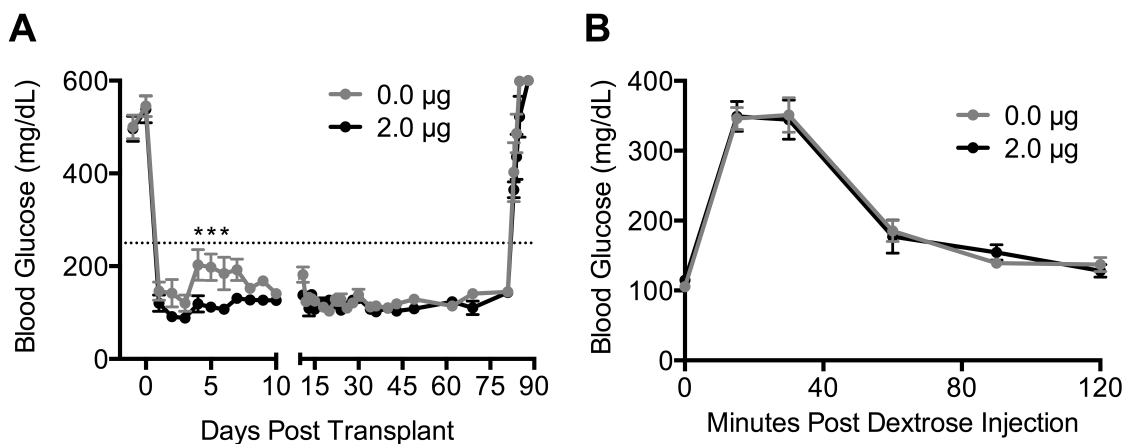 A
Blood Glucose (mg/dL)
600
400
200
0
0.0 µg
2.0 µg
***
0 5 10 15 30 45 60 75 90
Days Post Transplant
B
Blood Glucose (mg/dL)
400
300
200
100
0
0.0 µg
2.0 µg
0 40 80 120
Minutes Post Dextrose Injection